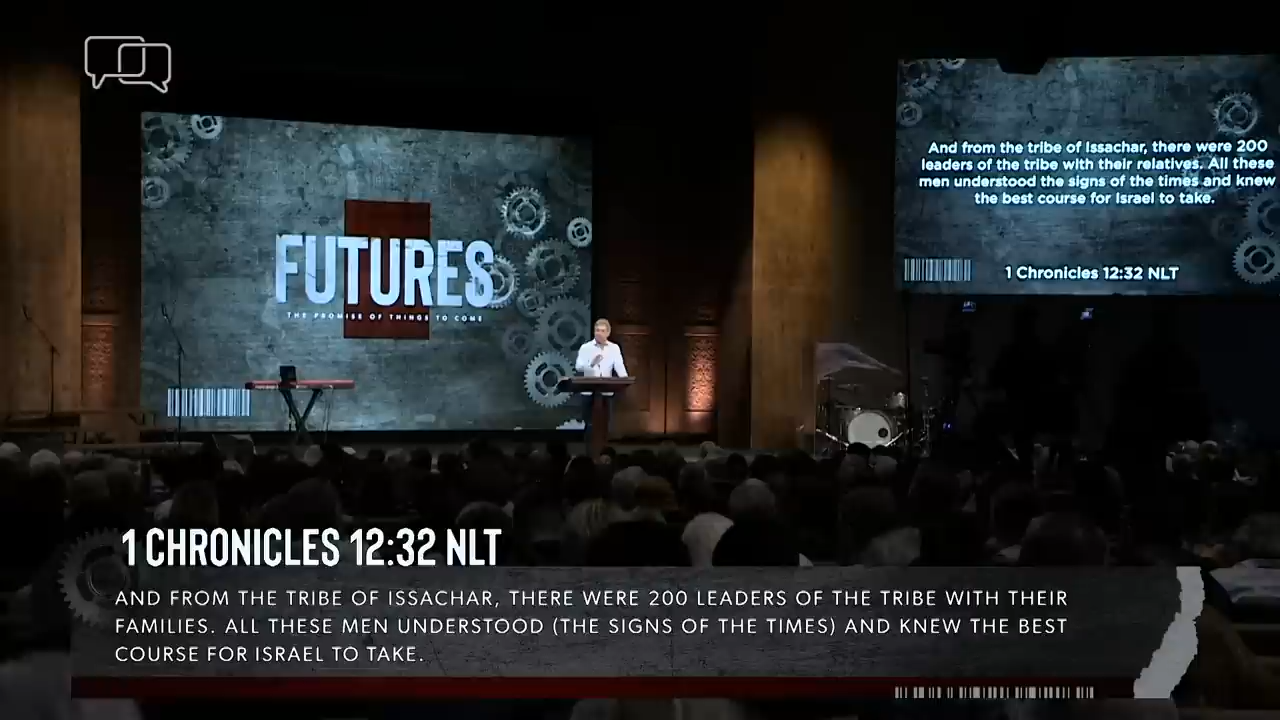 FUTURES
THE PROMISE OF THINGS TO COME
And from the tribe of Issachar, there were 200
leaders of the tribe with their relatives. All these
men understood the signs of the times and knew
the best course for Israel to take.
1 Chronicles 12:32 NLT
1 CHRONICLES 12:32 NLT
AND FROM THE TRIBE OF ISSACHAR, THERE WERE 200 LEADERS OF THE TRIBE WITH THEIR
FAMILIES. ALL THESE MEN UNDERSTOOD (THE SIGNS OF THE TIMES) AND KNEW THE BEST
COURSE FOR ISRAEL TO TAKE.